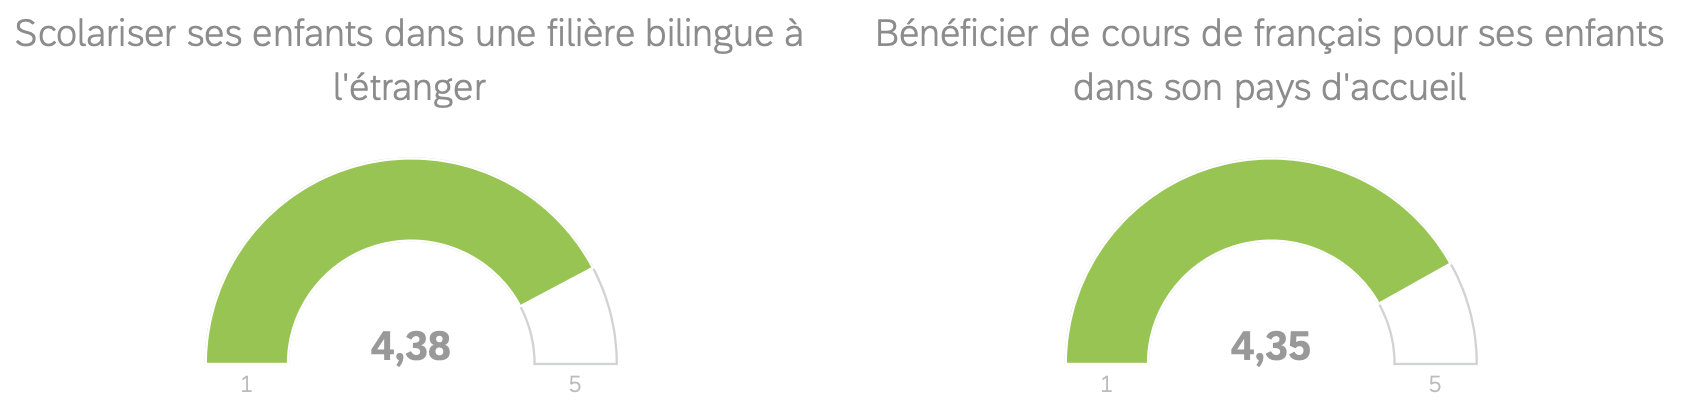 Scolariser ses enfants dans une filière bilingue à
l'étranger
4,38
1
5
Bénéficier de cours de français pour ses enfants
dans son pays d'accueil
4,35
1
5